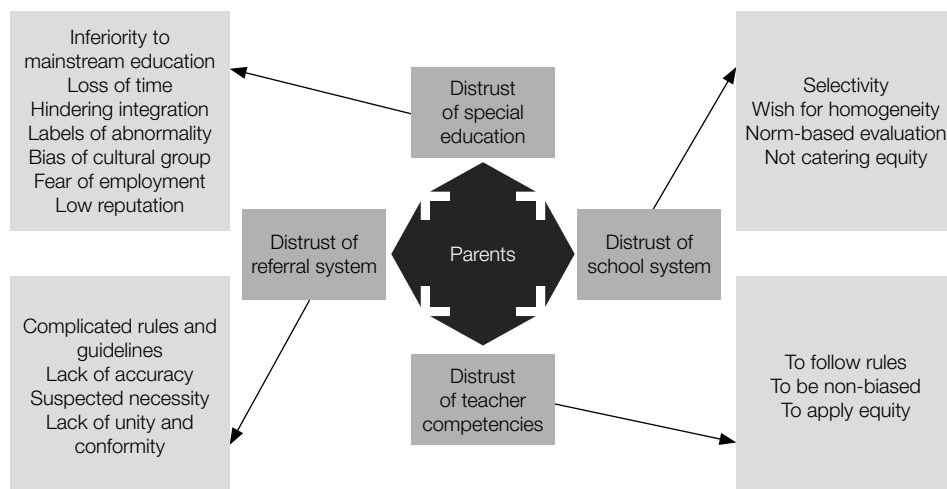 Inferiority to
mainstream education
Loss of time
Hindering integration
Labels of abnormality
Bias of cultural group
Fear of employment
Low reputation
Distrust
of special
education
Selectivity
Wish for homogeneity
Norm-based evaluation
Not catering equity
Distrust of
referral system
Parents
Distrust of
school system
Complicated rules and
guidelines
Lack of accuracy
Suspected necessity
Lack of unity and
conformity
Distrust
of teacher
competencies
To follow rules
To be non-biased
To apply equity